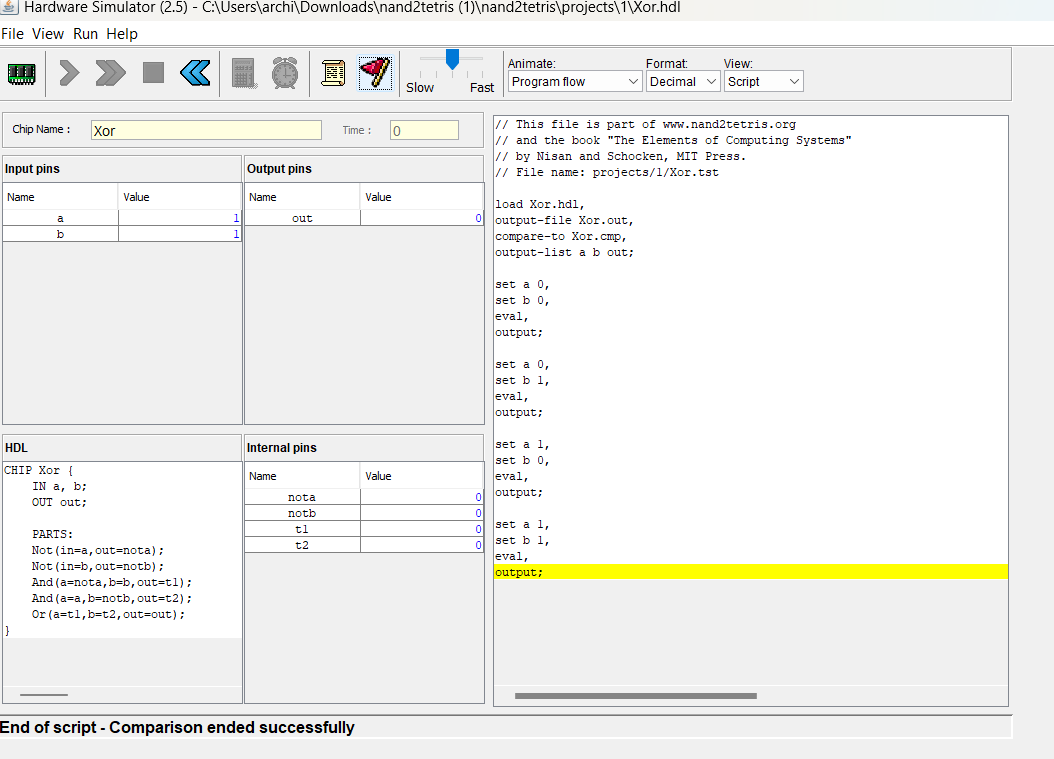 Hardware Simulator (2.5) - C:\Users\archi\Downloads\nand2tetris (1)\nand2tetris\projects\1\Xor.hdl
File View Run Help
Slow Fast
Animate:
Program flow
Format:
Decimal
View:
Script
Chip Name :
Xor
Time :
0
Input pins
Name Value
a 1
b 1
Output pins
Name Value
out 0
HDL
CHIP Xor {
    IN a, b;
    OUT out;

    PARTS:
    Not(in=a,out=nota);
    Not(in=b,out=notb);
    And(a=nota,b=b,out=t1);
    And(a=a,b=notb,out=t2);
    Or(a=t1,b=t2,out=out);
}
Internal pins
Name Value
nota 0
notb 0
t1 0
t2 0
// This file is part of www.nand2tetris.org
// and the book "The Elements of Computing Systems"
// by Nisan and Schocken, MIT Press.
// File name: projects/1/Xor.tst

load Xor.hdl,
output-file Xor.out,
compare-to Xor.cmp,
output-list a b out;

set a 0,
set b 0,
eval,
output;

set a 0,
set b 1,
eval,
output;

set a 1,
set b 0,
eval,
output;

set a 1,
set b 1,
eval,
output;
End of script - Comparison ended successfully